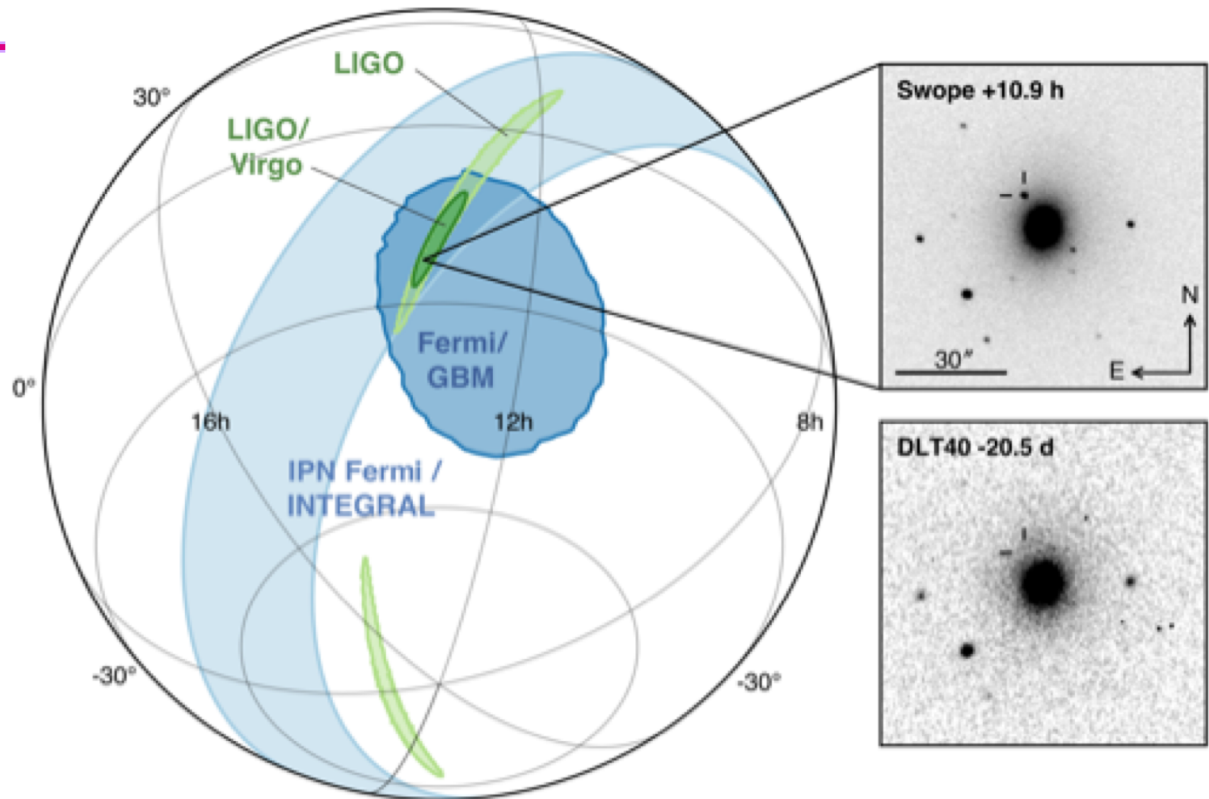 LIGO
30°
LIGO/
Virgo
Swope +10.9 h
N
Fermi/
GBM
30"
E
0°
16h
12h
8h
DLT40 -20.5 d
IPN Fermi /
INTEGRAL
-30°
-30°